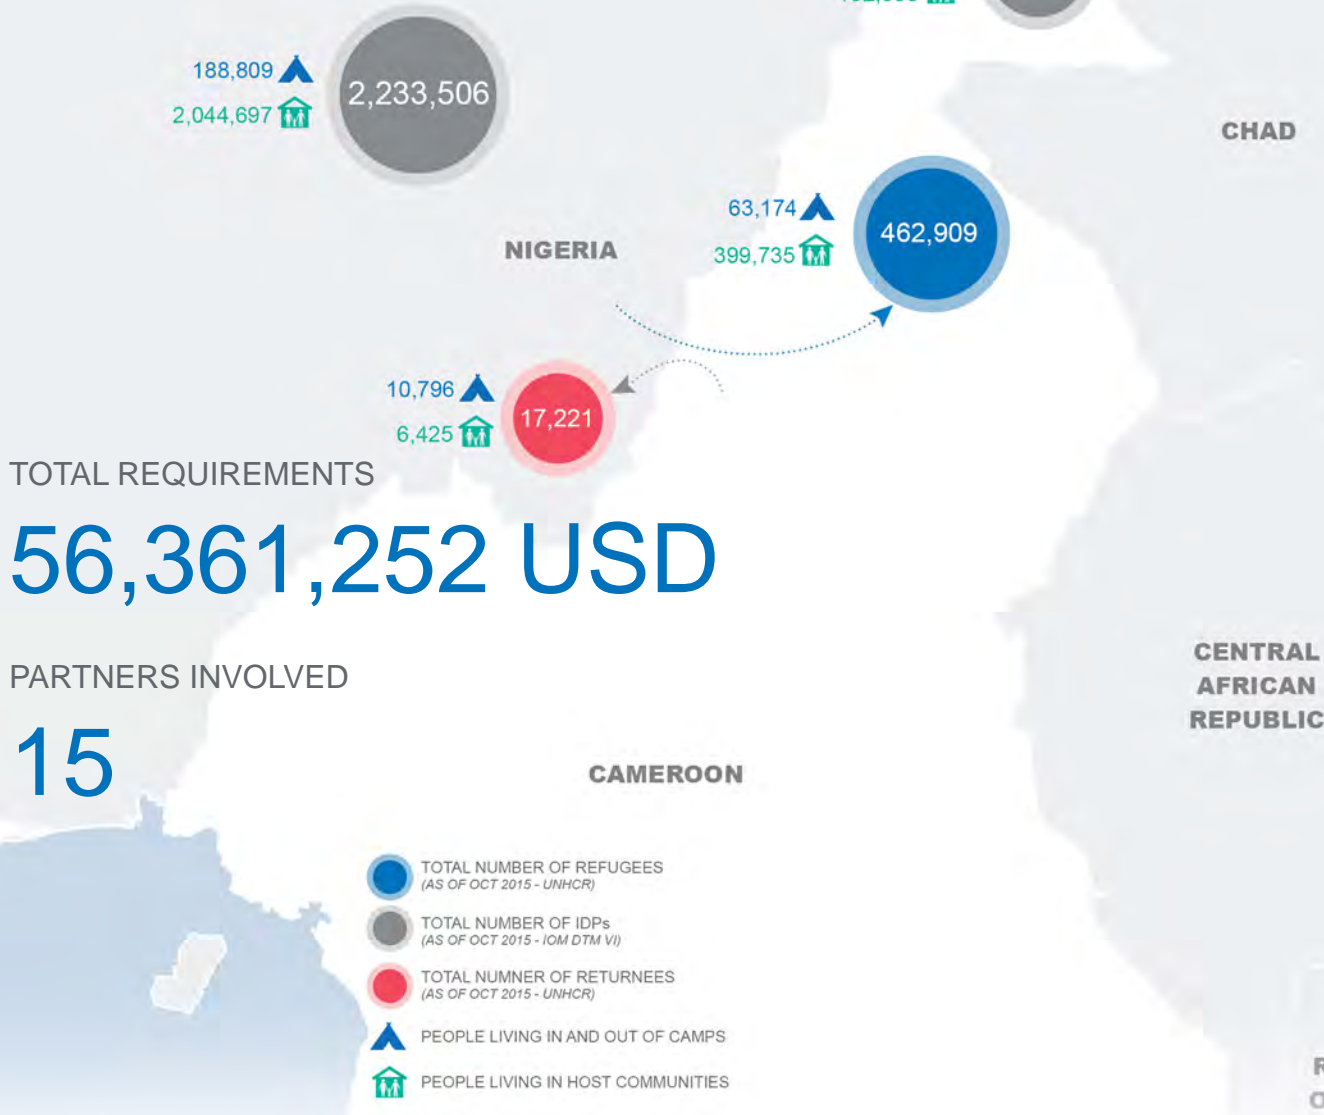 188,809
2,233,506
2,044,697
CHAD
63,174
462,909
399,735
NIGERIA
10,796
17,221
6,425
TOTAL REQUIREMENTS
56,361,252 USD
PARTNERS INVOLVED
15
CENTRAL
AFRICAN
REPUBLIC
CAMEROON
TOTAL NUMBER OF REFUGEES
(AS OF OCT 2015 - UNHCR)
TOTAL NUMBER OF IDPs
(AS OF OCT 2015 - IOM DTM VI)
TOTAL NUMNER OF RETURNEES
(AS OF OCT 2015 - UNHCR)
PEOPLE LIVING IN AND OUT OF CAMPS
PEOPLE LIVING IN HOST COMMUNITIES